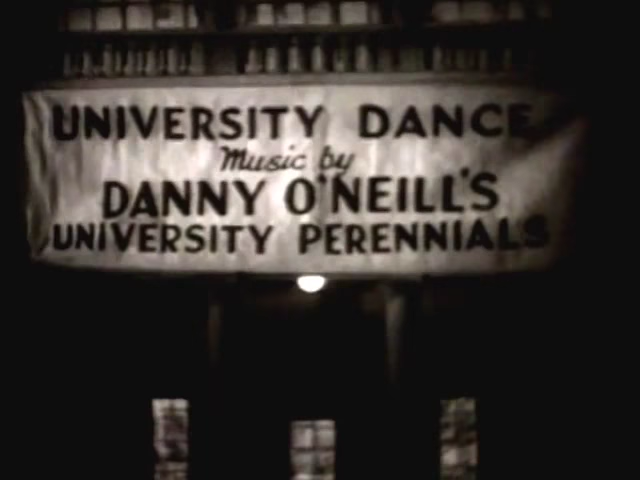 UNIVERSITY DANCE
Music by
DANNY O'NEILL'S
UNIVERSITY PERENNIALS